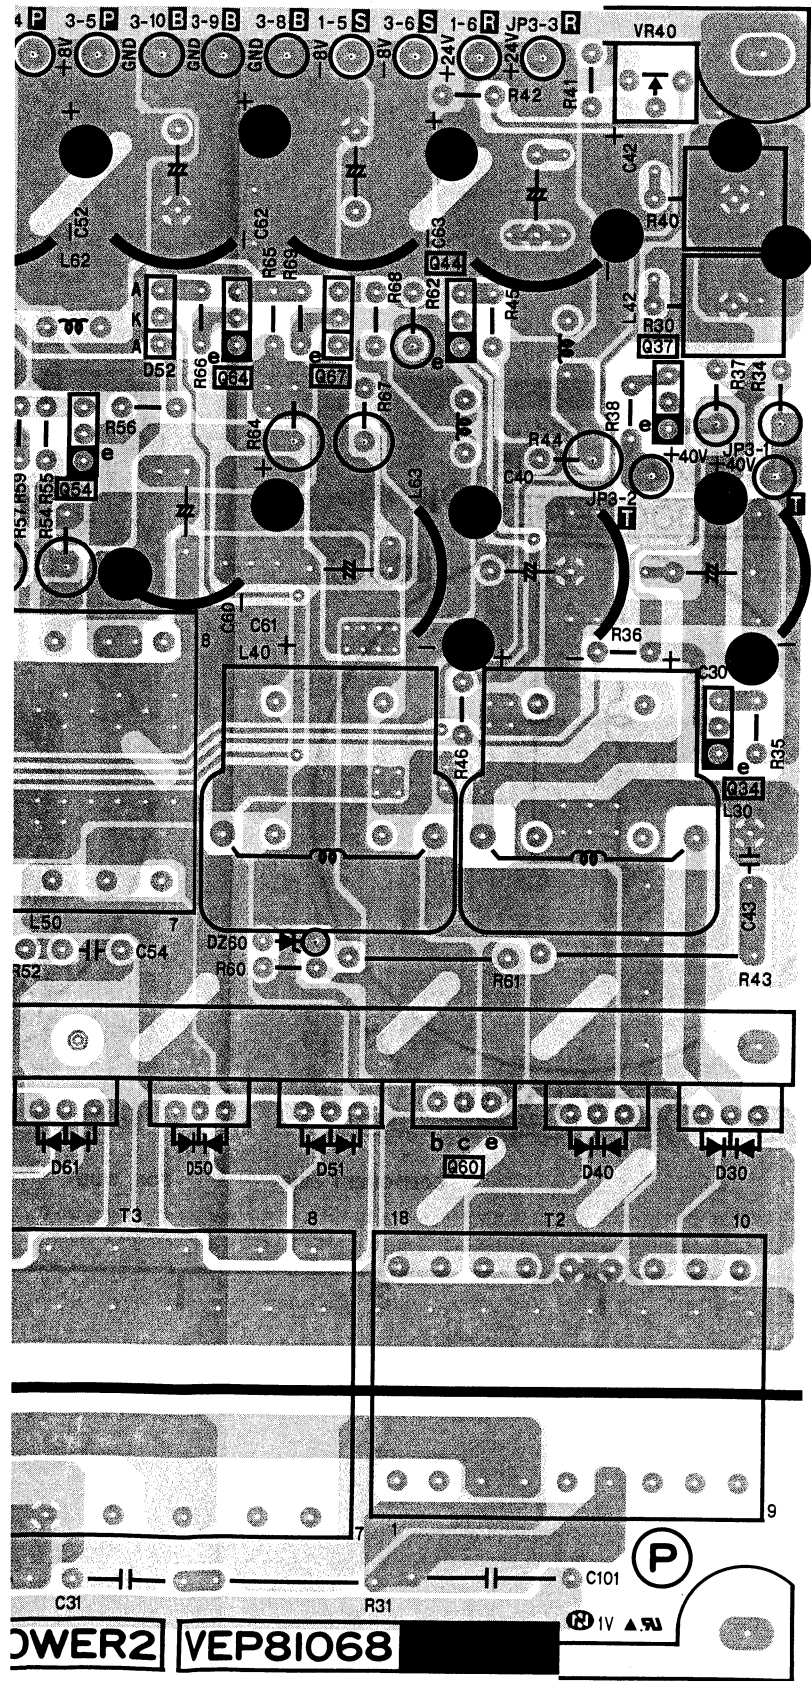 4 P 3-5 P 3-10 B 3-9 B 3-8 B 1-5 S 3-6 S 1-6 R JP3-3 R VR40
+8V GND GND GND -8V -8V +24V +24V
R42 R41
+ + + +
C42
R40
C52 C62 C63
L62 R65 R69 Q44
A R68 R62 R45 L42
K R30
A D52 R66 e Q64 e Q67 e Q37
R37 R34
R56 R64 R67 R38 e
R44 JP3-1
e +40V +40V
Q54 C40 L63 JP3-2 T T
R59 R55
R57 R54
C60 C61
8 L40 + R36
- + - + -
C30
R46 R35
e
Q34
L30
C43
L50 7
R52 C54 DZ60
R60 R61 R43
b c e
D61 D50 D51 Q60 D40 D30
T3 8 18 T2 10
7 1 9
P
C31 R31 C101
N 1V
OWER2 VEP81068